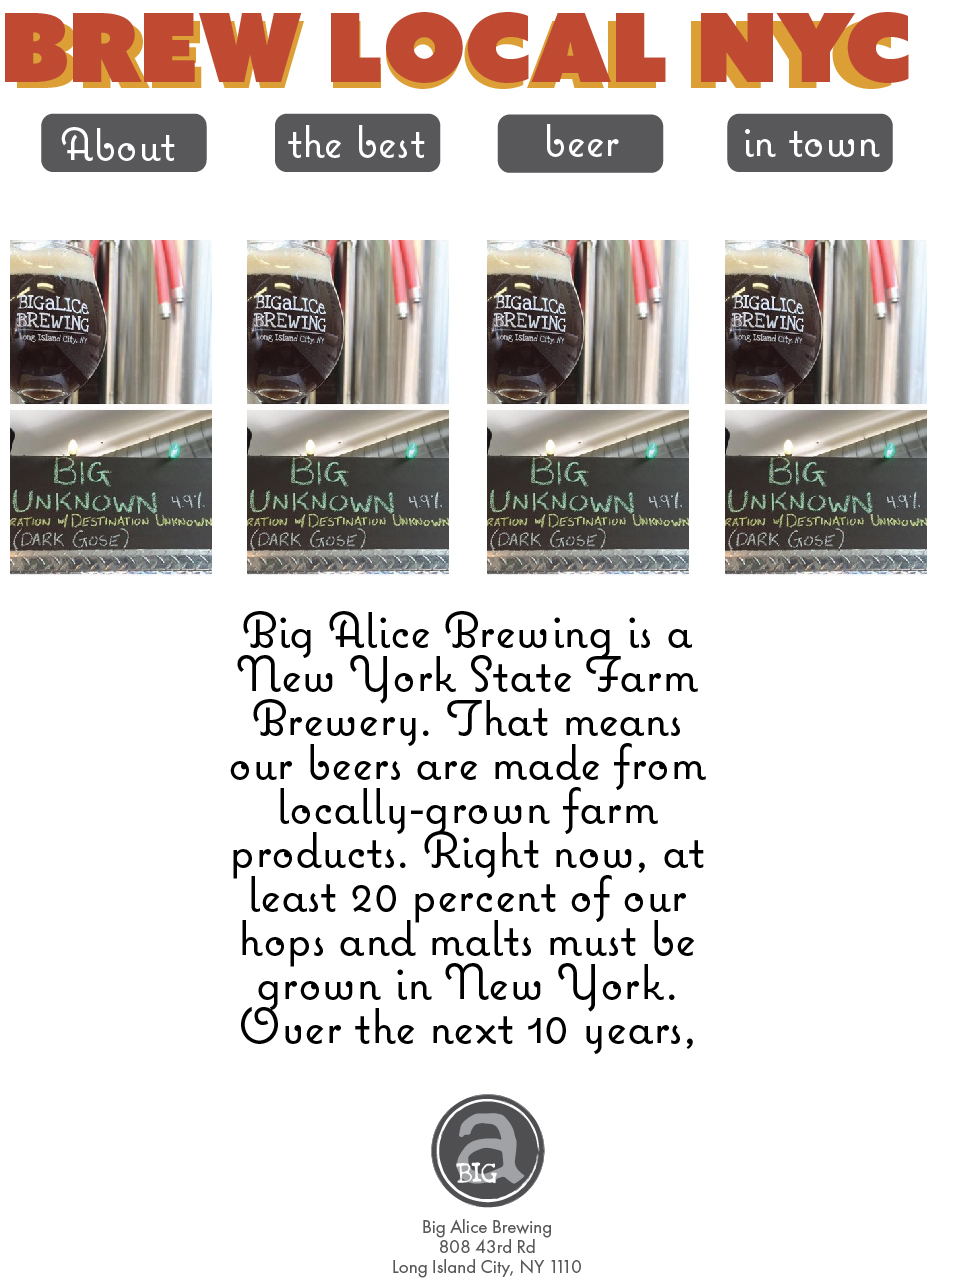 BREW LOCAL NYC
About
the best
beer
in town
BIGaLICe
BREWING
Long Island City, NY
BIGaLICe
BREWING
Long Island City, NY
BIGaLICe
BREWING
Long Island City, NY
BIGaLICe
BREWING
Long Island City, NY
BIG
UNKNOWN 4.9%
RATION w/ DESTINATION UNKNOWN
(DARK GOSE)
BIG
UNKNOWN 4.9%
RATION w/ DESTINATION UNKNOWN
(DARK GOSE)
BIG
UNKNOWN 4.9%
RATION w/ DESTINATION UNKNOWN
(DARK GOSE)
BIG
UNKNOWN 4.9%
RATION w/ DESTINATION UNKNOWN
(DARK GOSE)
Big Alice Brewing is a
New York State Farm
Brewery. That means
our beers are made from
locally-grown farm
products. Right now, at
least 20 percent of our
hops and malts must be
grown in New York.
Over the next 10 years,
a
BIG
Big Alice Brewing
808 43rd Rd
Long Island City, NY 1110